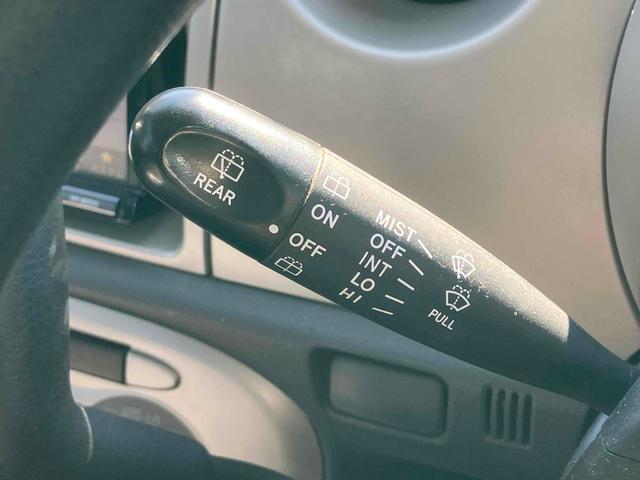 REAR
ON
OFF
MIST
OFF
INT
LO
HI
PULL